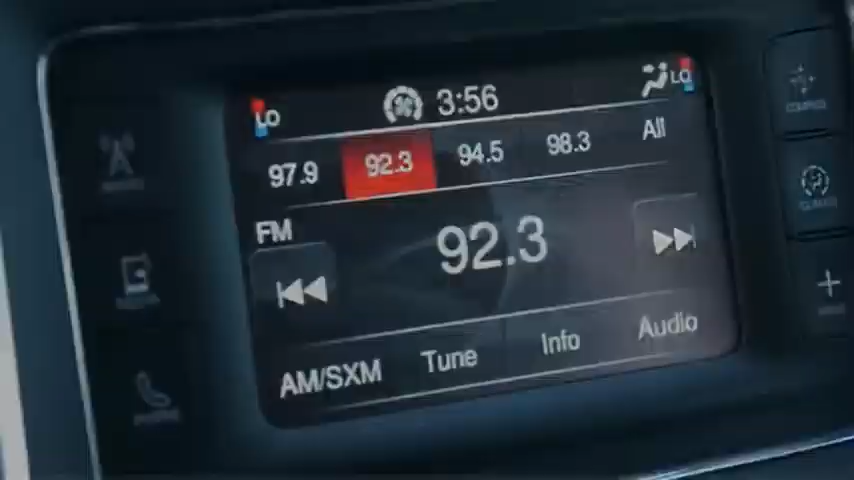 LO 3:56 LO
97.9 92.3 94.5 98.3 All
FM
92.3
AM/SXM Tune Info Audio